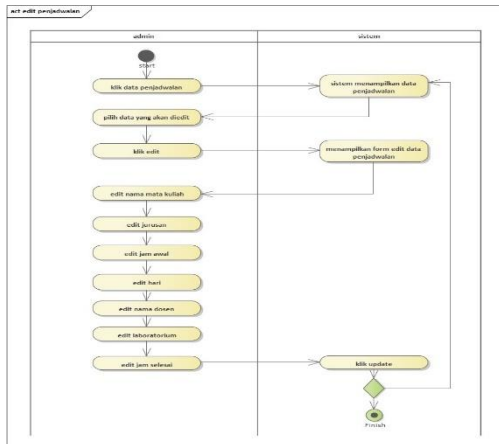 act edit penjadwalan
admin
sistem
Start
klik data penjadwalan
sistem menampilkan data
penjadwalan
pilih data yang akan diedit
klik edit
menampilkan form edit data
penjadwalan
edit nama mata kuliah
edit jurusan
edit jam awal
edit hari
edit nama dosen
edit laboratorium
edit jam selesai
klik update
Finish